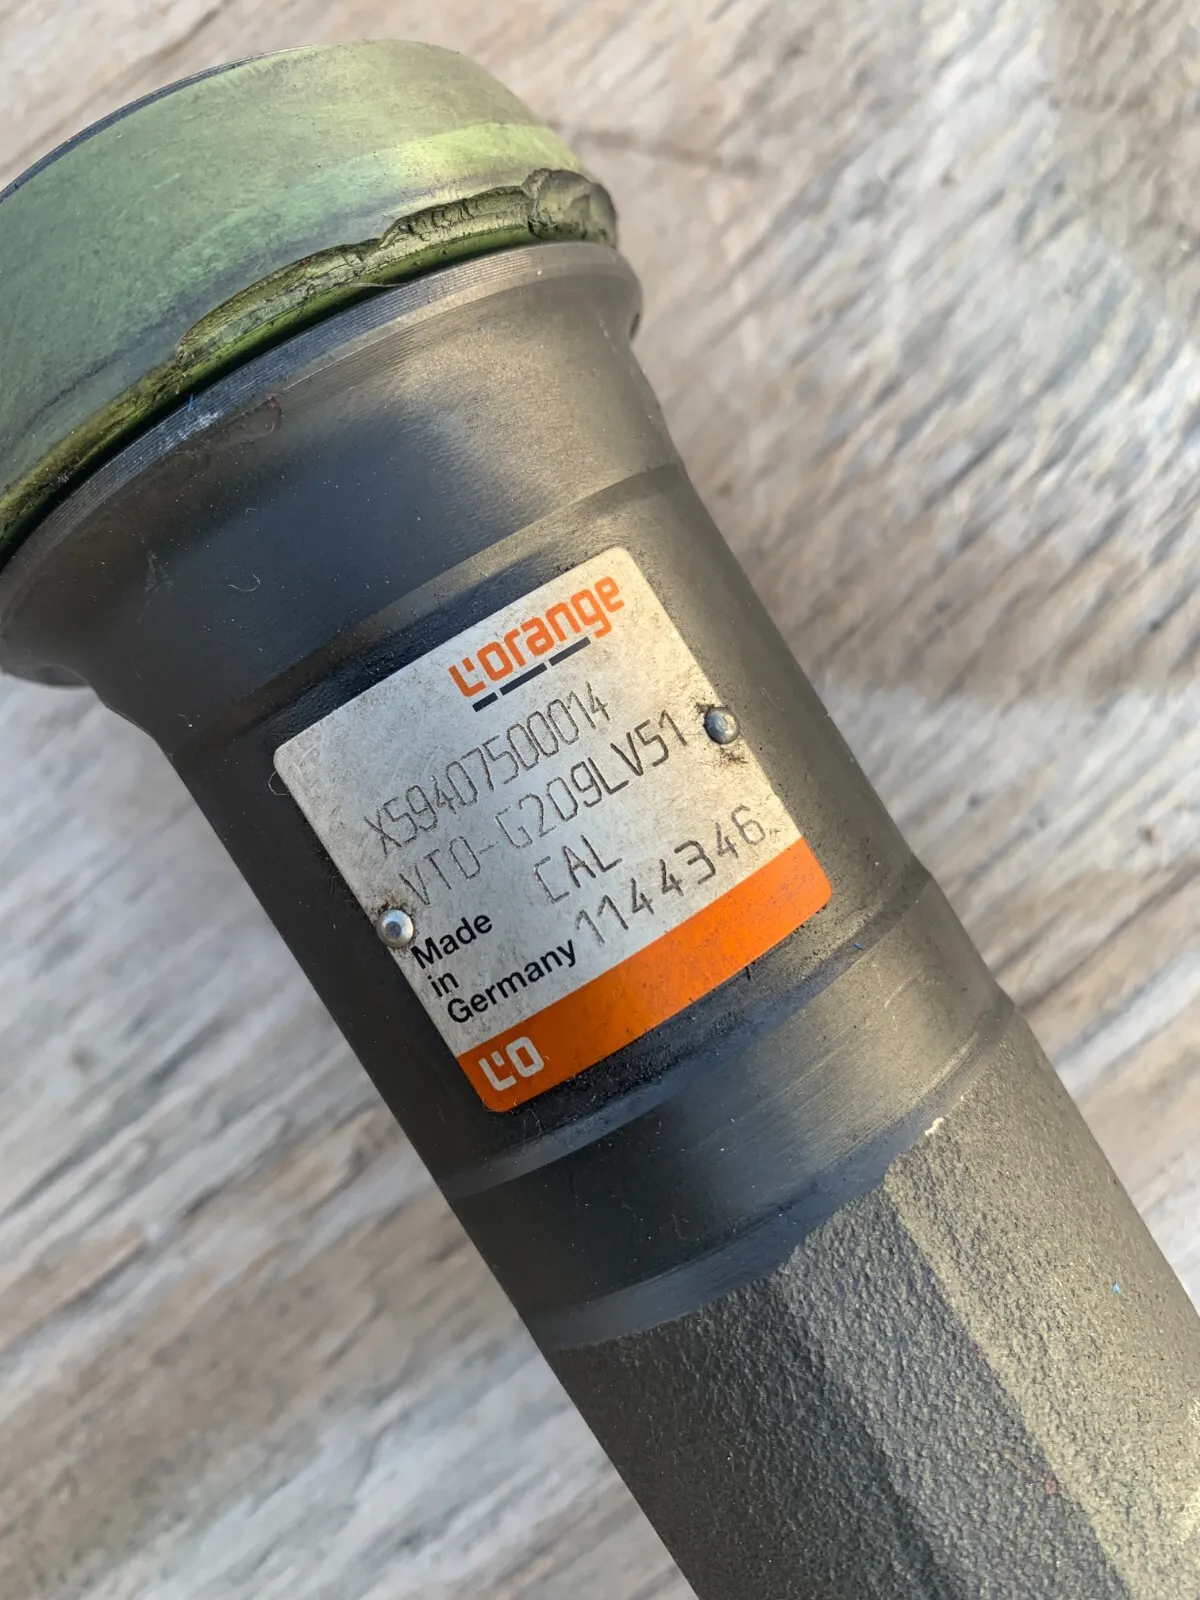 L'orange
X59407500014
VTO-G209LV51
CAL
Made
in
Germany 1144346
L'O